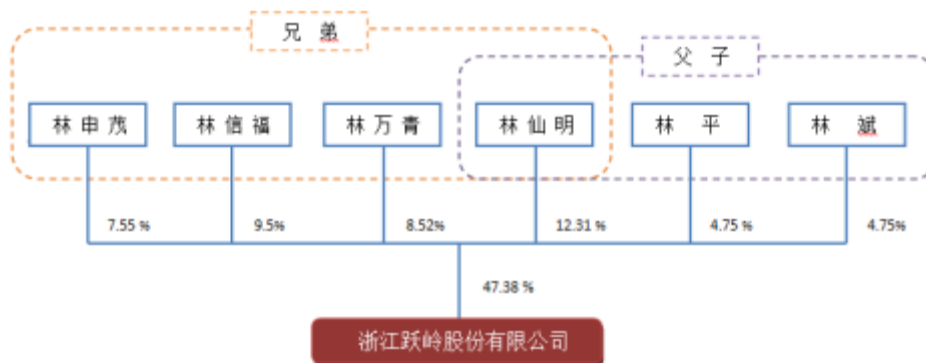 兄 弟
父 子
林申茂 林信福 林万青 林仙明 林 平 林 斌
7.55 % 9.5% 8.52% 12.31 % 4.75 % 4.75%
47.38 %
浙江跃岭股份有限公司